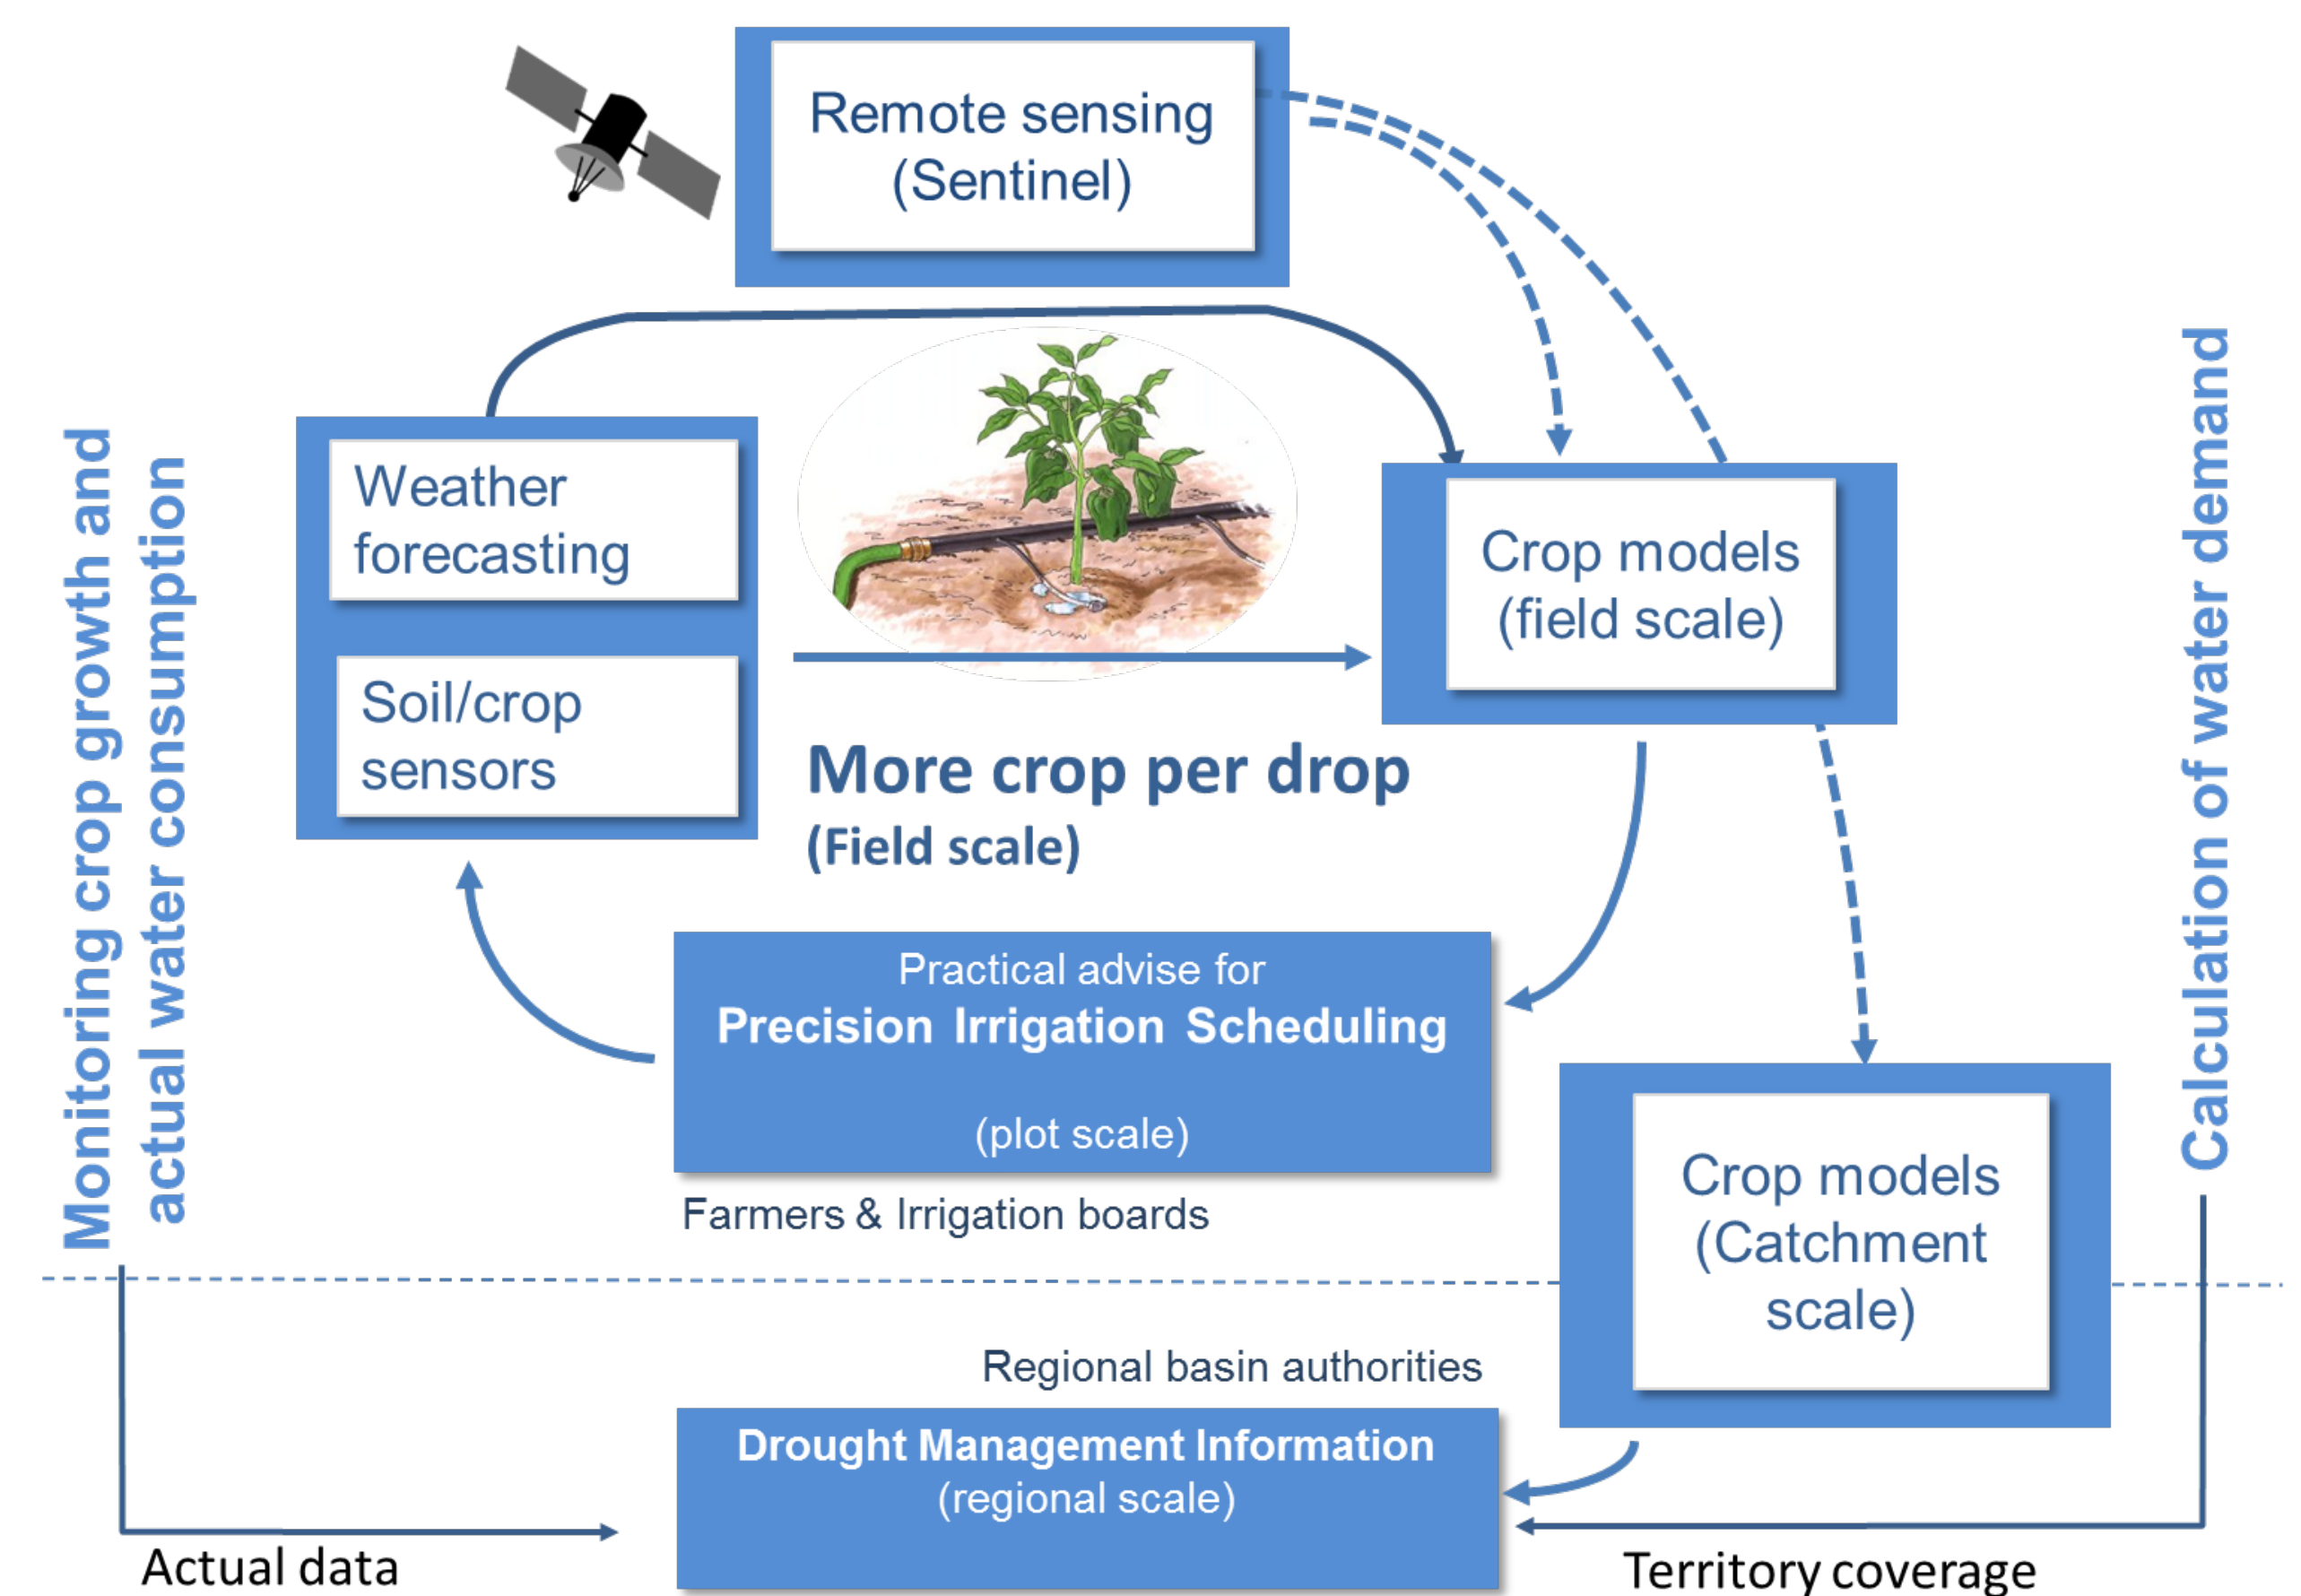 Remote sensing
(Sentinel)
Weather
forecasting
Soil/crop
sensors
Crop models
(field scale)
More crop per drop
(Field scale)
Monitoring crop growth and
actual water consumption
Calculation of water demand
Practical advise for
Precision Irrigation Scheduling
(plot scale)
Farmers & Irrigation boards
Crop models
(Catchment
scale)
Regional basin authorities
Drought Management Information
(regional scale)
Actual data
Territory coverage